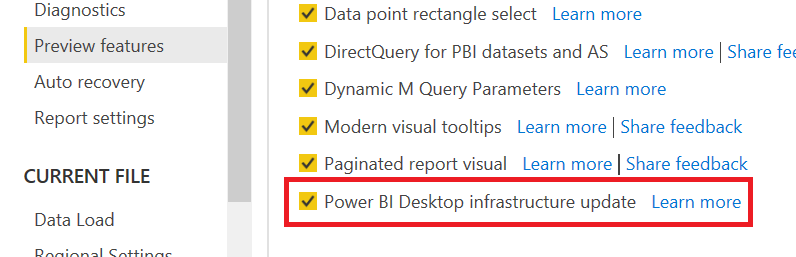 Diagnostics
Preview features
Auto recovery
Report settings
CURRENT FILE
Data Load
Regional Settings
Data point rectangle select Learn more
DirectQuery for PBI datasets and AS Learn more | Share fee
Dynamic M Query Parameters Learn more
Modern visual tooltips Learn more | Share feedback
Paginated report visual Learn more | Share feedback
Power BI Desktop infrastructure update Learn more